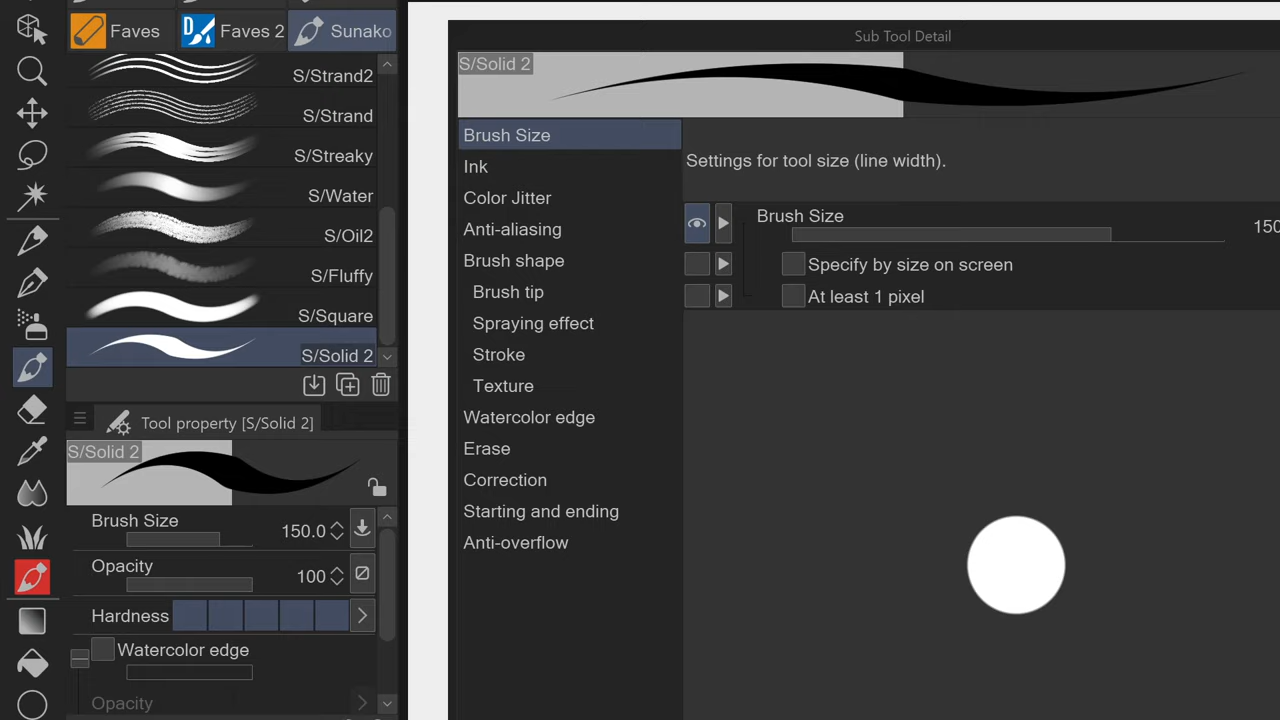 Faves
Faves 2
Sunako
S/Strand2
S/Strand
S/Streaky
S/Water
S/Oil2
S/Fluffy
S/Square
S/Solid 2
Tool property [S/Solid 2]
S/Solid 2
Brush Size
150.0
Opacity
100
Hardness
Watercolor edge
Opacity
Sub Tool Detail
S/Solid 2
Brush Size
Ink
Color Jitter
Anti-aliasing
Brush shape
Brush tip
Spraying effect
Stroke
Texture
Watercolor edge
Erase
Correction
Starting and ending
Anti-overflow
Settings for tool size (line width).
Brush Size
150
Specify by size on screen
At least 1 pixel